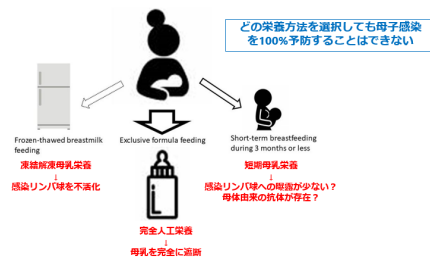 どの栄養方法を選択しても母子感染
を100%予防することはできない
Frozen-thawed breastmilk
feeding
凍結解凍母乳栄養
↓
感染リンパ球を不活化
Exclusive formula feeding
完全人工栄養
↓
母乳を完全に遮断
Short-term breastfeeding
during 3 months or less
短期母乳栄養
↓
感染リンパ球への曝露が少ない？
母体由来の抗体が存在？